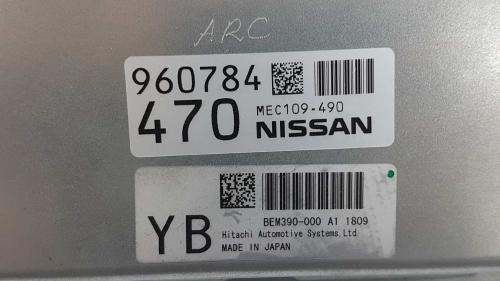 ARC
960784
470 MEC109-490
NISSAN
YB BEM390-000 A1 1809
Hitachi Automotive Systems. Ltd.
MADE IN JAPAN